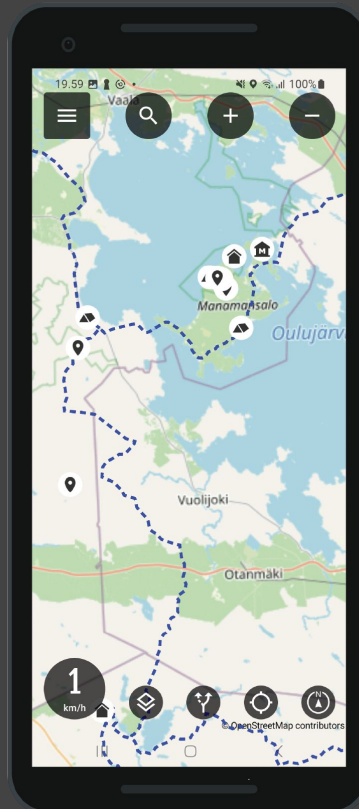 19.59
100%
Vaala
M
Manamansalo
Oulujärvi
Vuolijoki
Otanmäki
1
km/h
N
© OpenStreetMap contributors